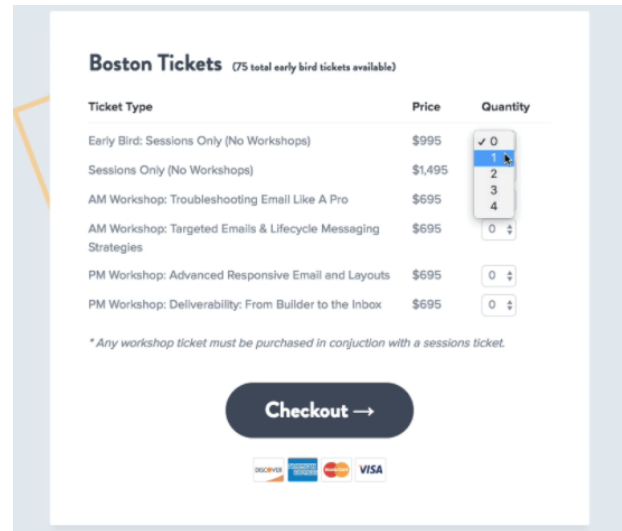 Boston Tickets (75 total early bird tickets available)
Ticket Type Price Quantity
Early Bird: Sessions Only (No Workshops) $995 ✓ 0
1
Sessions Only (No Workshops) $1,495 2
3
AM Workshop: Troubleshooting Email Like A Pro $695
4
AM Workshop: Targeted Emails & Lifecycle Messaging $695 0
Strategies
PM Workshop: Advanced Responsive Email and Layouts $695 0
PM Workshop: Deliverability: From Builder to the Inbox $695 0
* Any workshop ticket must be purchased in conjuction with a sessions ticket.
Checkout →
DISCOVER AMERICAN EXPRESS MasterCard VISA